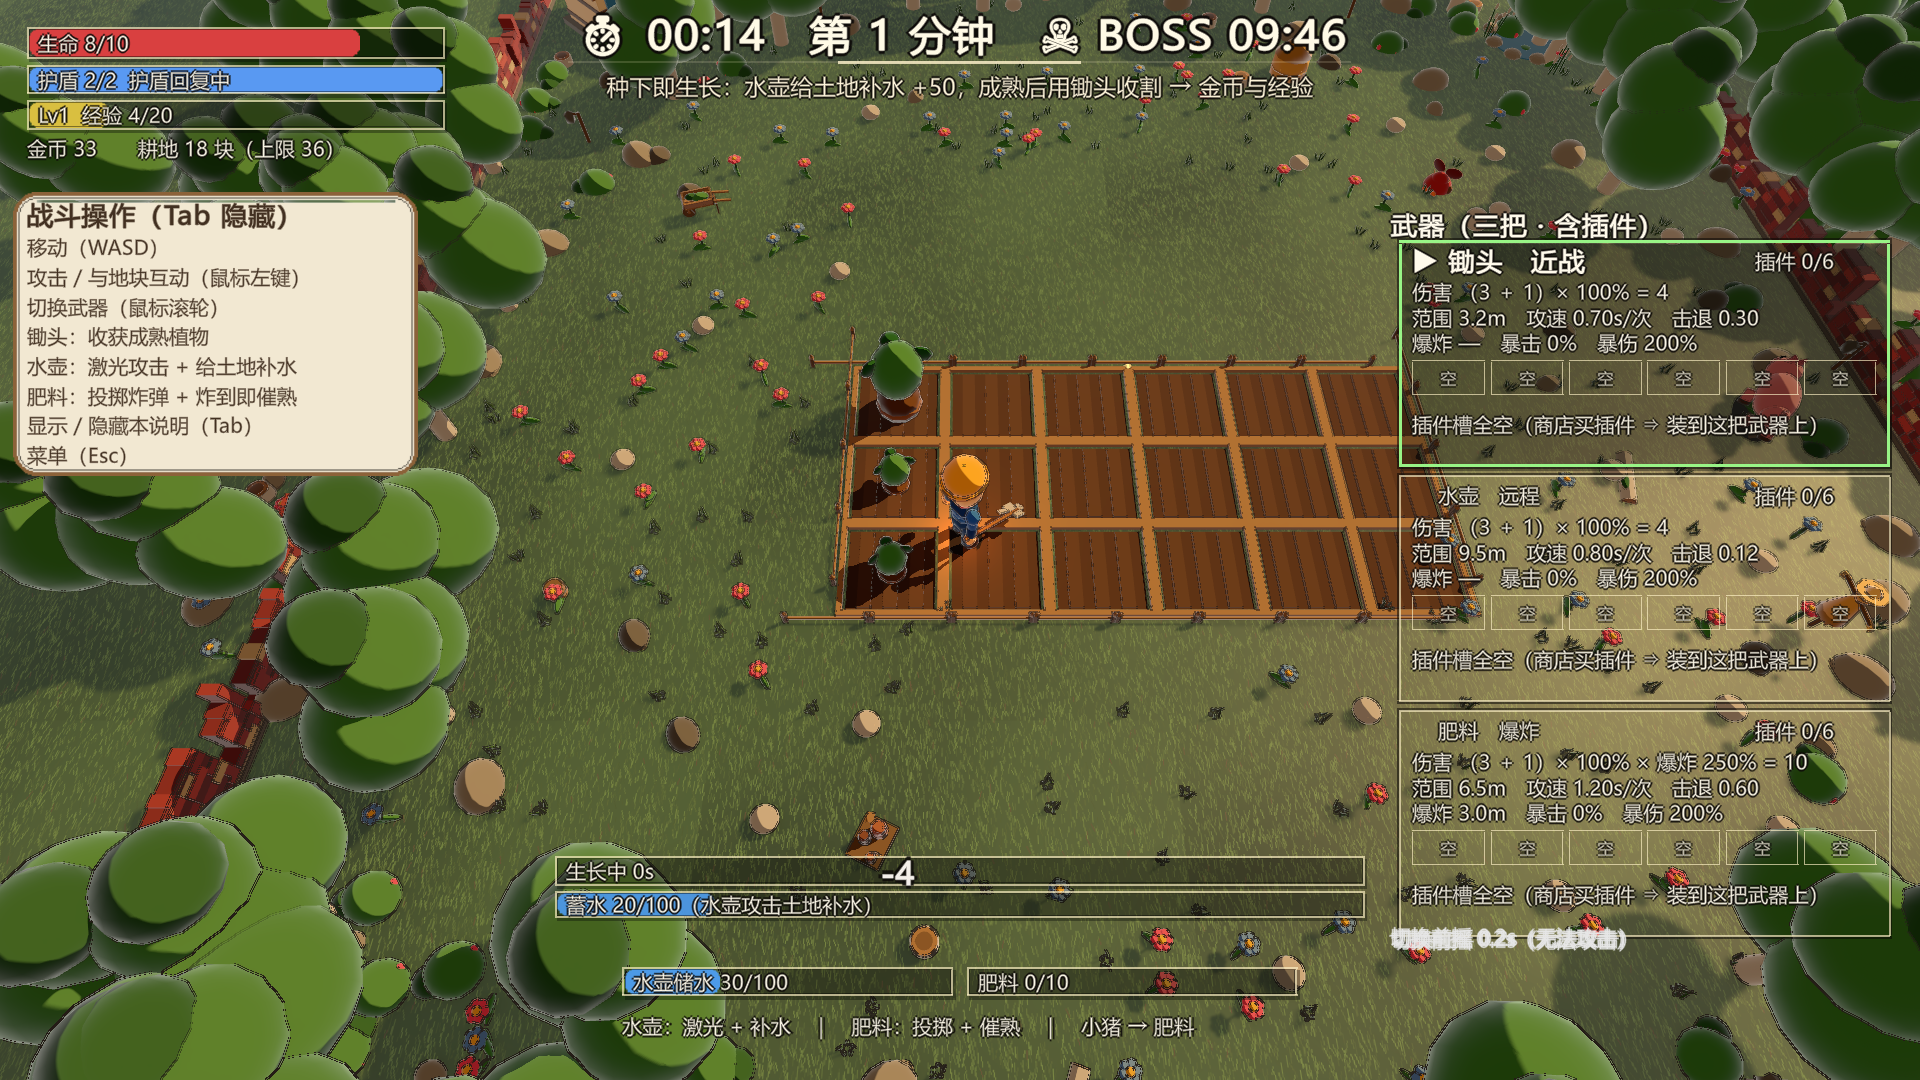 生命 8/10
护盾 2/2 护盾回复中
Lv1 经验 4/20
金币 33 耕地 18 块（上限 36）
00:14 第 1 分钟 BOSS 09:46
种下即生长：水壶给土地补水 +50，成熟后用锄头收割 → 金币与经验
战斗操作（Tab 隐藏）
移动（WASD）
攻击 / 与地块互动（鼠标左键）
切换武器（鼠标滚轮）
锄头：收获成熟植物
水壶：激光攻击 + 给土地补水
肥料：投掷炸弹 + 炸到即催熟
显示 / 隐藏本说明（Tab）
菜单（Esc）
武器（三把 · 含插件）
▶ 锄头 近战 插件 0/6
伤害 （3 + 1）× 100% = 4
范围 3.2m 攻速 0.70s/次 击退 0.30
爆炸 — 暴击 0% 暴伤 200%
空 空 空 空 空 空
插件槽全空（商店买插件 ⇒ 装到这把武器上）
水壶 远程 插件 0/6
伤害 （3 + 1）× 100% = 4
范围 9.5m 攻速 0.80s/次 击退 0.12
爆炸 — 暴击 0% 暴伤 200%
空 空 空 空 空 空
插件槽全空（商店买插件 ⇒ 装到这把武器上）
肥料 爆炸 插件 0/6
伤害 （3 + 1）× 100% × 爆炸 250% = 10
范围 6.5m 攻速 1.20s/次 击退 0.60
爆炸 3.0m 暴击 0% 暴伤 200%
空 空 空 空 空 空
插件槽全空（商店买插件 ⇒ 装到这把武器上）
切换前摇 0.2s（无法攻击）
生长中 0s
-4
蓄水 20/100（水壶攻击土地补水）
水壶储水 30/100 肥料 0/10
水壶：激光 + 补水 | 肥料：投掷 + 催熟 | 小猪 → 肥料